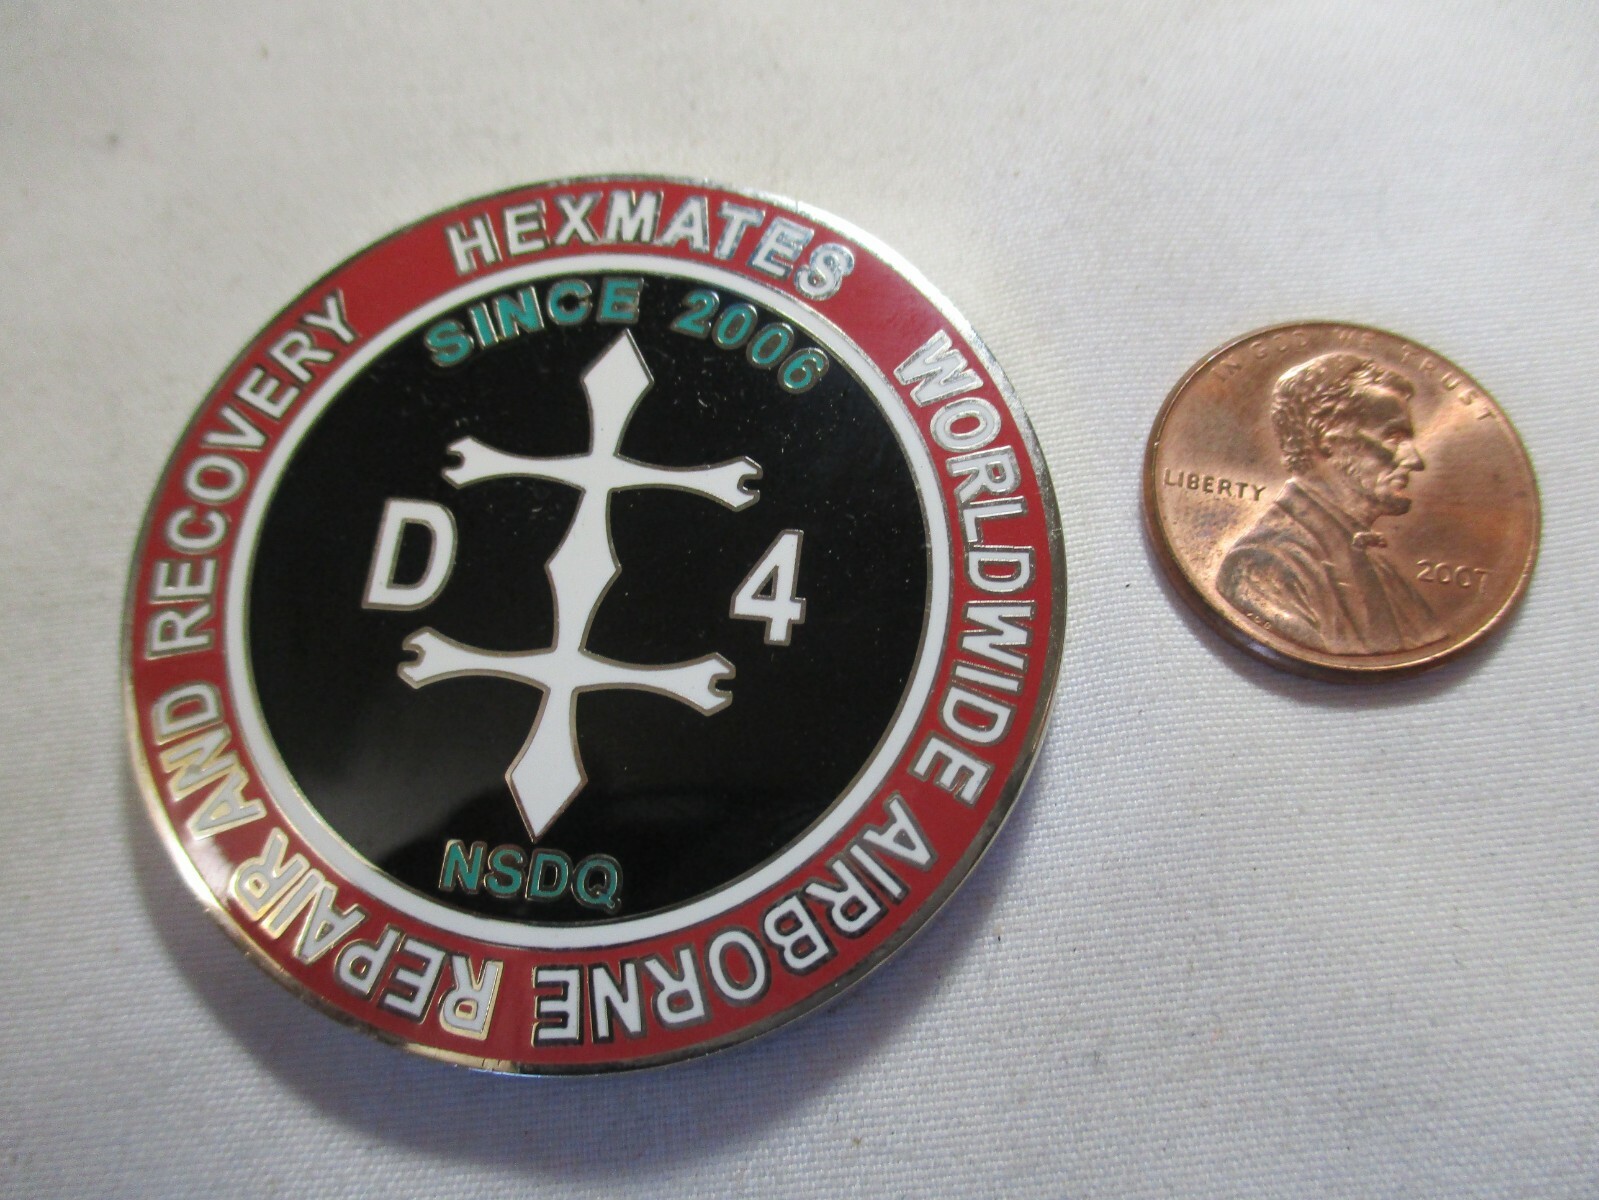 HEXMATES WORLDWIDE AIRBORNE REPAIR AND RECOVERY
SINCE 2006
D 4
NSDQ
IN GOD WE TRUST
LIBERTY
2007